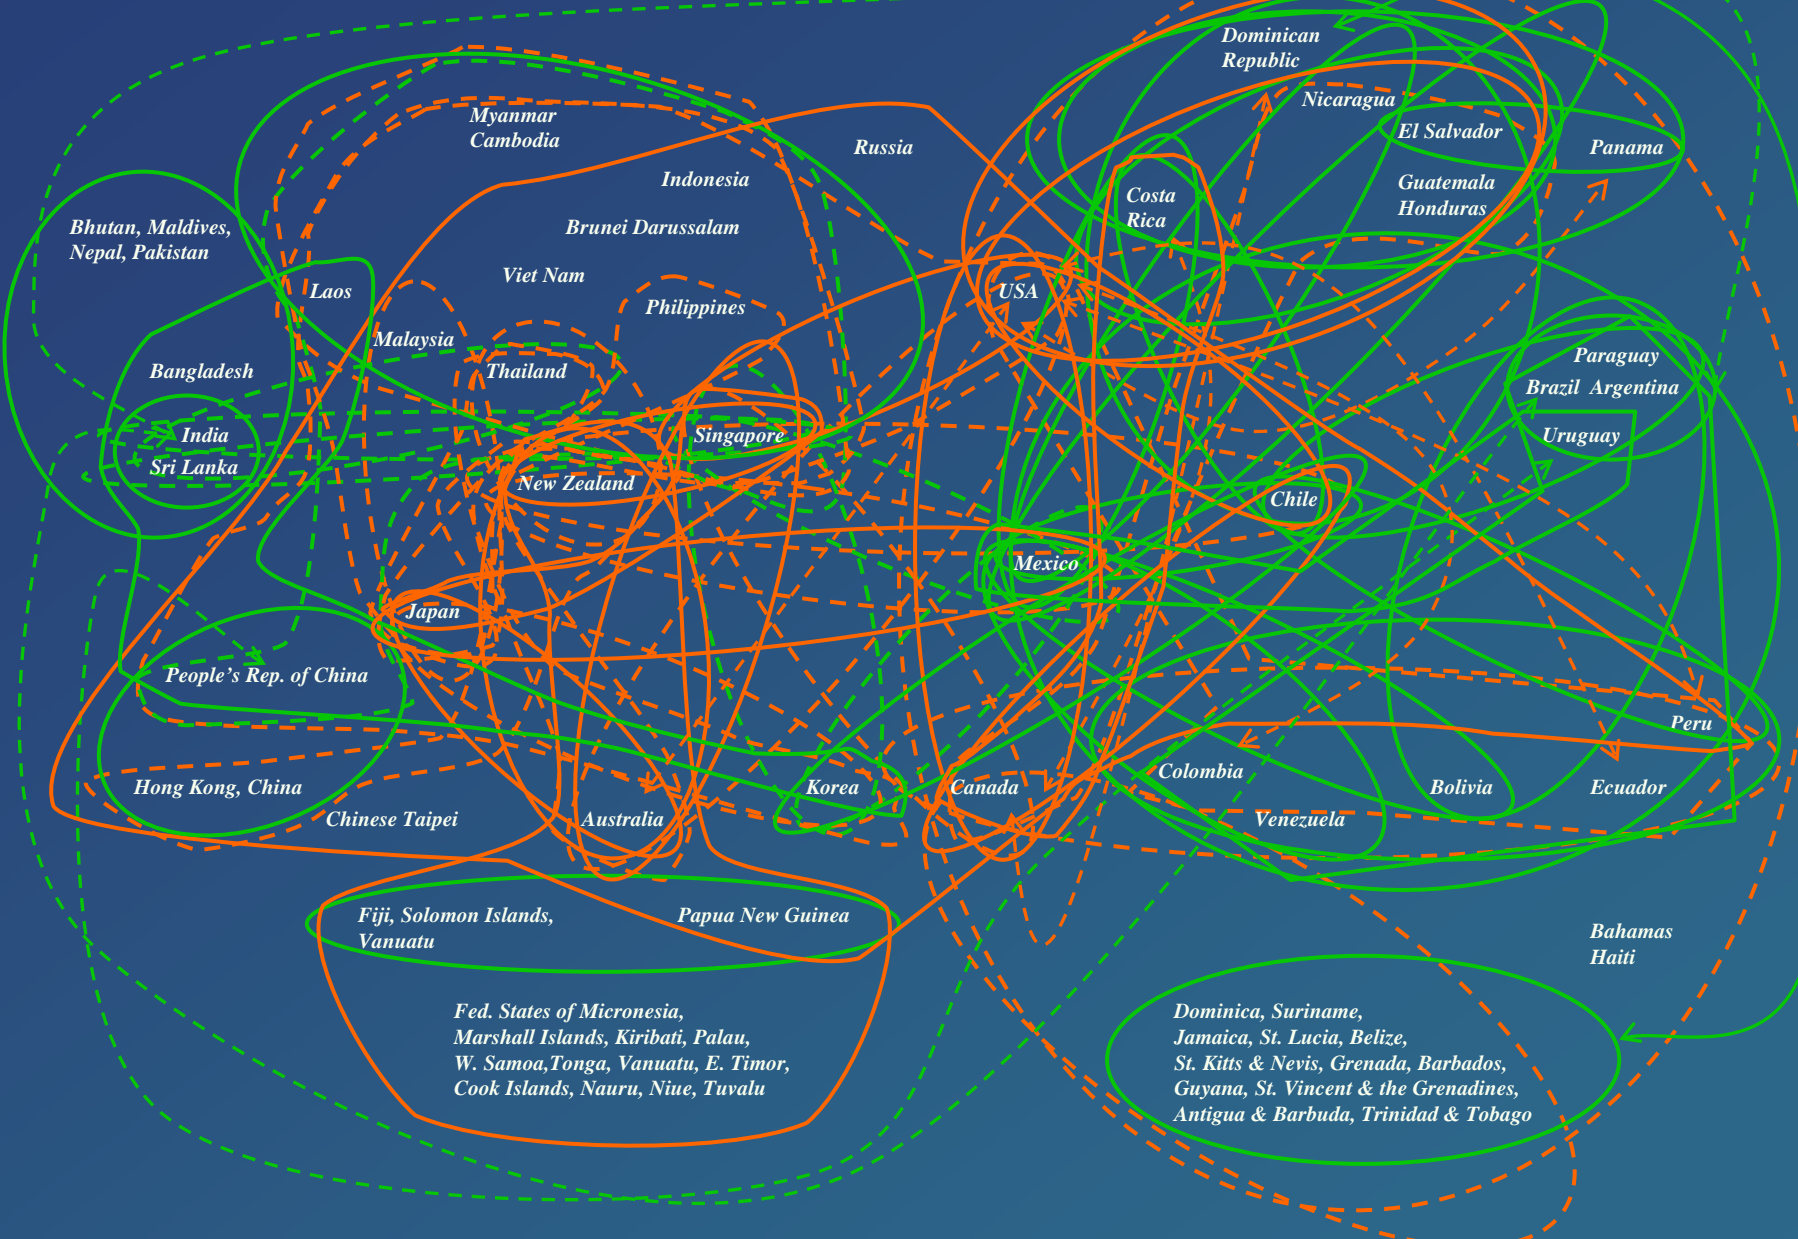 Dominican
Republic
Nicaragua
Myanmar
Cambodia
El Salvador
Russia
Panama
Indonesia
Guatemala
Honduras
Costa
Rica
Bhutan, Maldives,
Nepal, Pakistan
Brunei Darussalam
Viet Nam
Laos
USA
Philippines
Malaysia
Paraguay
Bangladesh
Thailand
Brazil Argentina
India
Singapore
Uruguay
Sri Lanka
New Zealand
Chile
Mexico
Japan
People's Rep. of China
Peru
Colombia
Hong Kong, China
Korea
Canada
Bolivia
Ecuador
Chinese Taipei
Australia
Venezuela
Fiji, Solomon Islands,
Vanuatu
Papua New Guinea
Bahamas
Haiti
Fed. States of Micronesia,
Marshall Islands, Kiribati, Palau,
W. Samoa,Tonga, Vanuatu, E. Timor,
Cook Islands, Nauru, Niue, Tuvalu
Dominica, Suriname,
Jamaica, St. Lucia, Belize,
St. Kitts & Nevis, Grenada, Barbados,
Guyana, St. Vincent & the Grenadines,
Antigua & Barbuda, Trinidad & Tobago